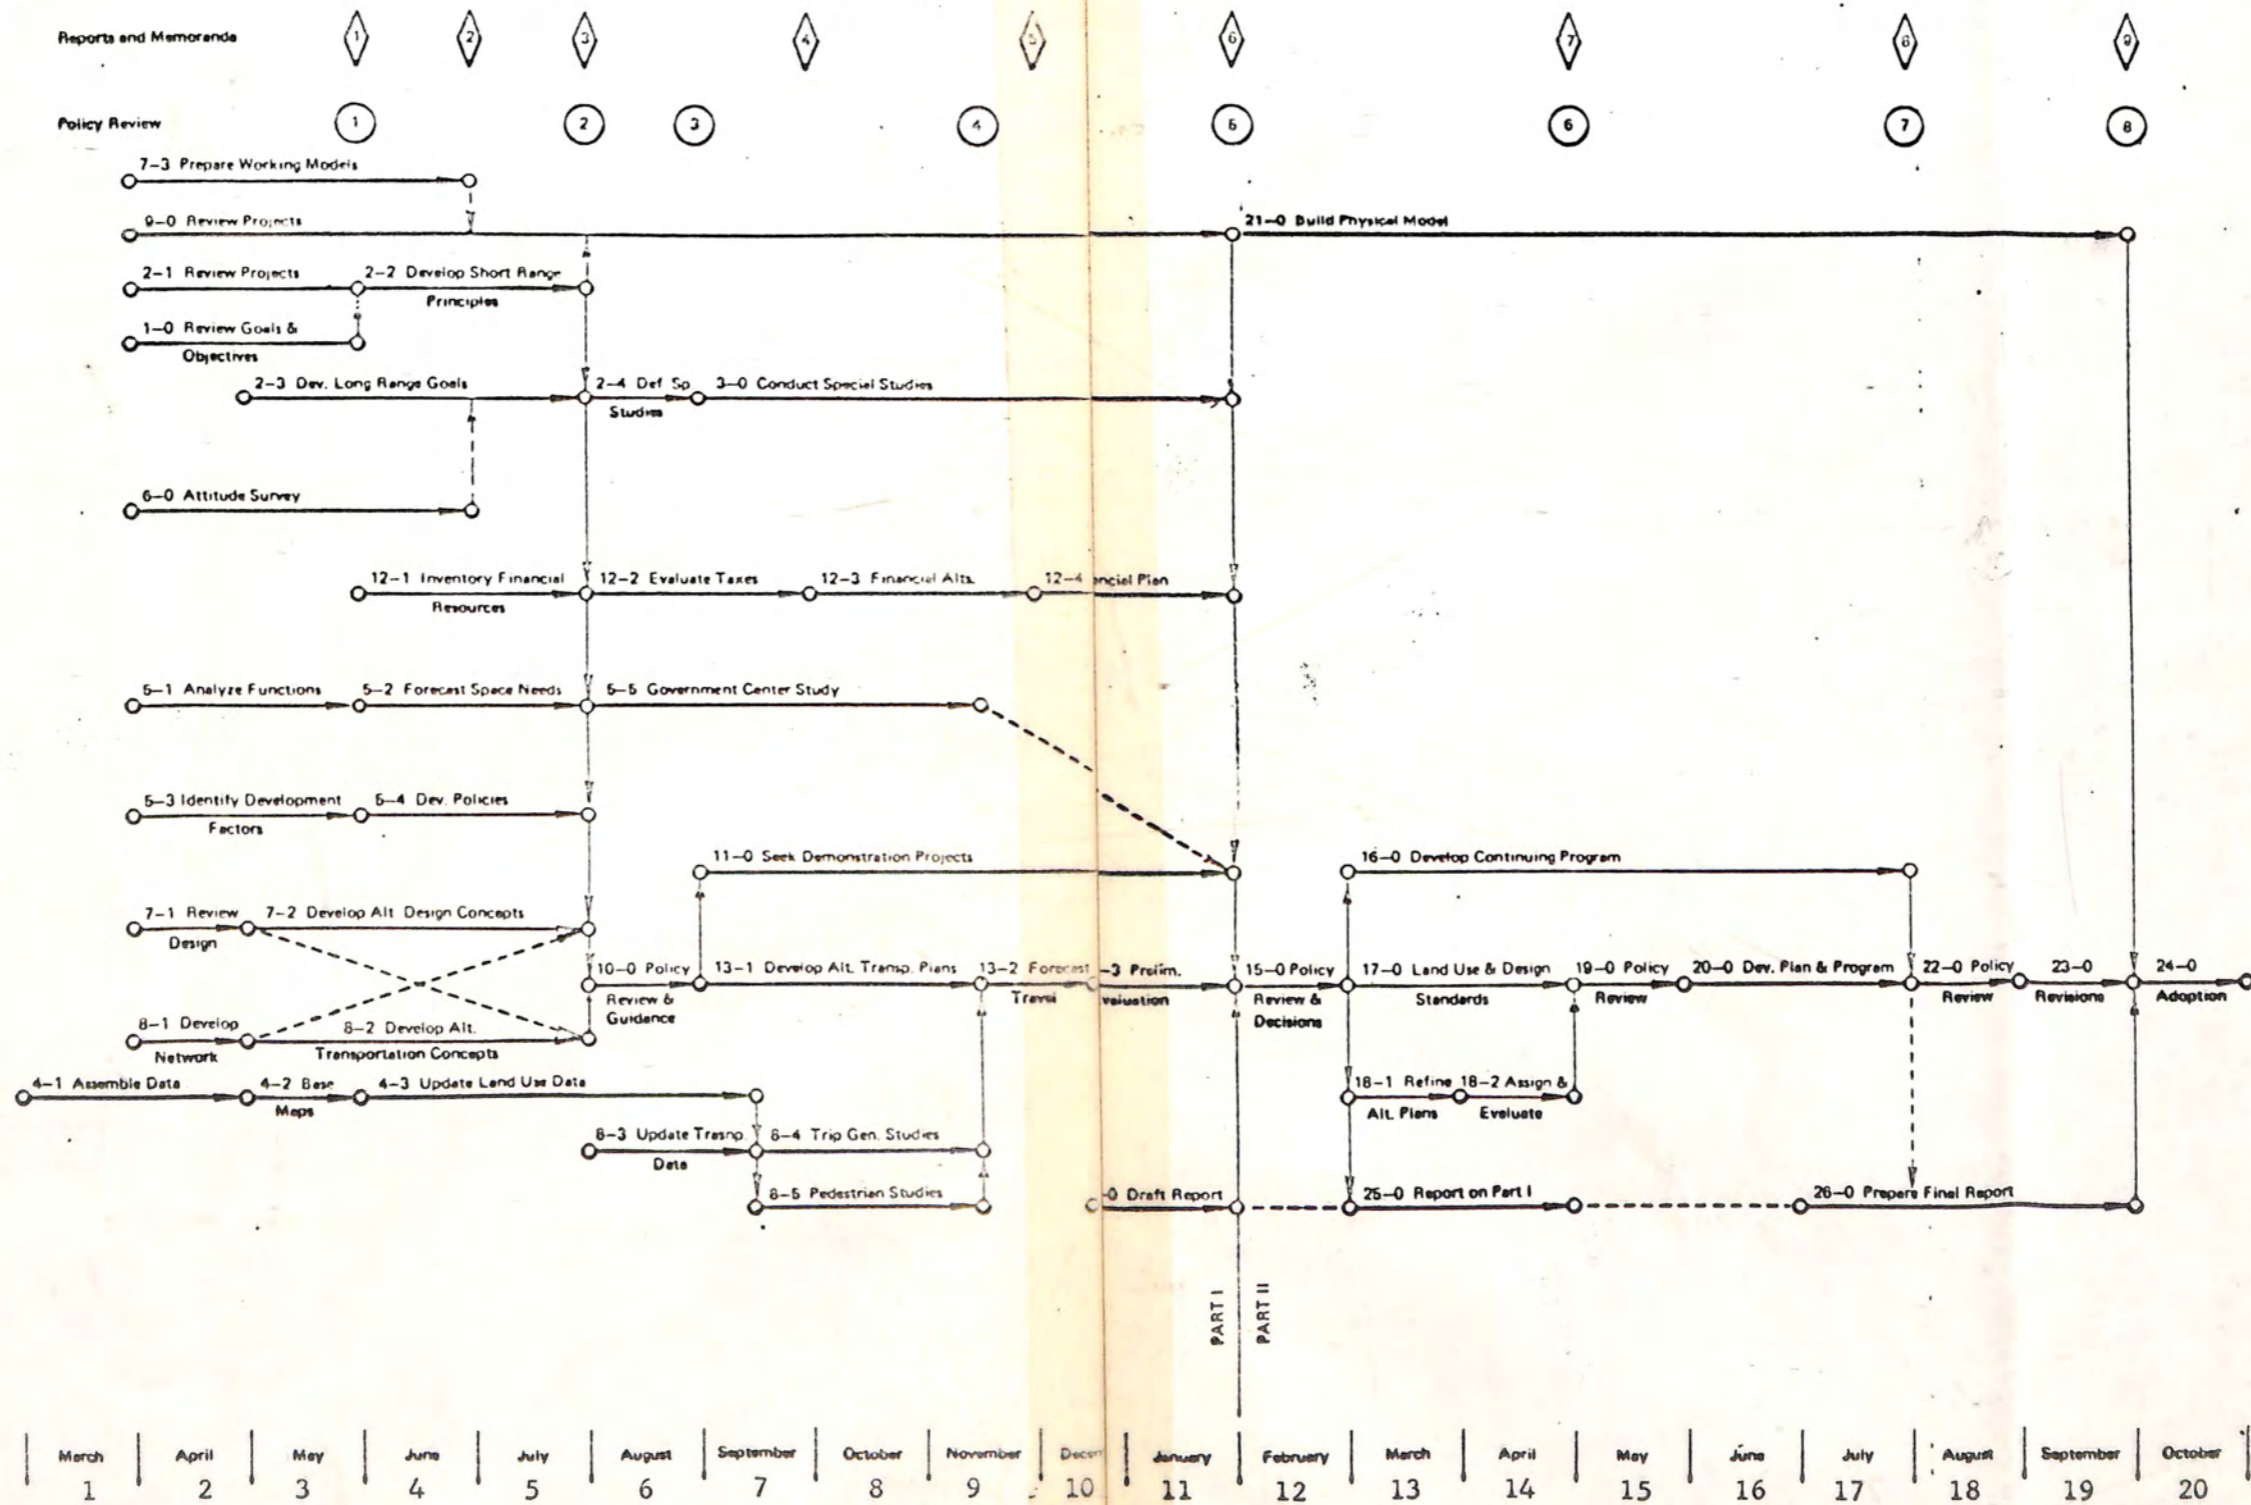 Reports and Memoranda
1 2 3 4 5 6 7 8 9
Policy Review
1 2 3 4 5 6 7 8
7-3 Prepare Working Models
9-0 Review Projects
21-0 Build Physical Model
2-1 Review Projects
2-2 Develop Short Range
Principles
1-0 Review Goals &
Objectives
2-3 Dev. Long Range Goals
2-4 Def Sp
Studies
3-0 Conduct Special Studies
6-0 Attitude Survey
12-1 Inventory Financial
Resources
12-2 Evaluate Taxes
12-3 Financial Alts.
12-4 ncial Plan
5-1 Analyze Functions
5-2 Forecast Space Needs
5-5 Government Center Study
5-3 Identify Development
Factors
5-4 Dev. Policies
11-0 Seek Demonstration Projects
16-0 Develop Continuing Program
7-1 Review
Design
7-2 Develop Alt Design Concepts
10-0 Policy
Review &
Guidance
13-1 Develop Alt. Transp. Plans
13-2 Forecast
Travel
-3 Prelim.
valuation
15-0 Policy
Review &
Decisions
17-0 Land Use & Design
Standards
19-0 Policy
Review
20-0 Dev. Plan & Program
22-0 Policy
Review
23-0
Revisions
24-0
Adoption
8-1 Develop
Network
8-2 Develop Alt.
Transportation Concepts
4-1 Assemble Data
4-2 Base
Maps
4-3 Update Land Use Data
18-1 Refine
Alt. Plans
18-2 Assign &
Evaluate
8-3 Update Trasnp.
Data
8-4 Trip Gen. Studies
8-5 Pedestrian Studies
-0 Draft Report
25-0 Report on Part I
26-0 Prepare Final Report
PART I
PART II
March April May June July August September October November Decem January February March April May June July August September October
1 2 3 4 5 6 7 8 9 10 11 12 13 14 15 16 17 18 19 20